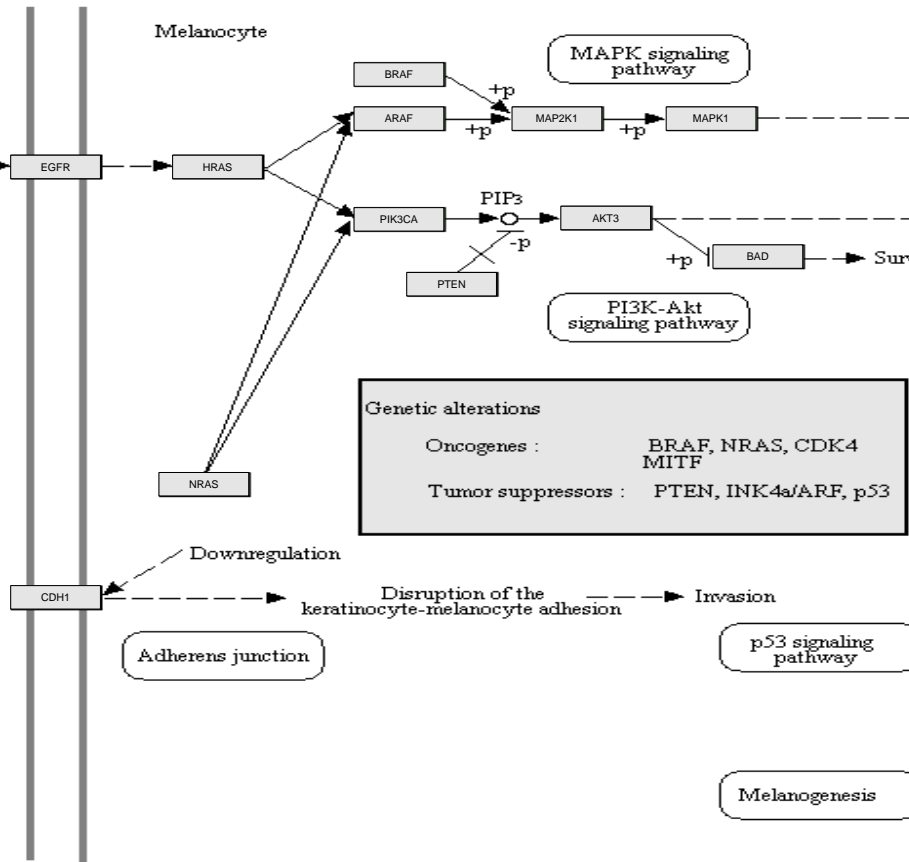 Melanocyte
MAPK signaling
pathway
BRAF
+p
ARAF
+p
MAP2K1
+p
MAPK1
EGFR
HRAS
PIP3
PIK3CA
AKT3
-p
+p
BAD
Surv
PTEN
PI3K-Akt
signaling pathway
Genetic alterations
Oncogenes : BRAF, NRAS, CDK4
MITF
Tumor suppressors : PTEN, INK4a/ARF, p53
NRAS
Downregulation
CDH1
Disruption of the
keratinocyte-melanocyte adhesion
Invasion
Adherens junction
p53 signaling
pathway
Melanogenesis